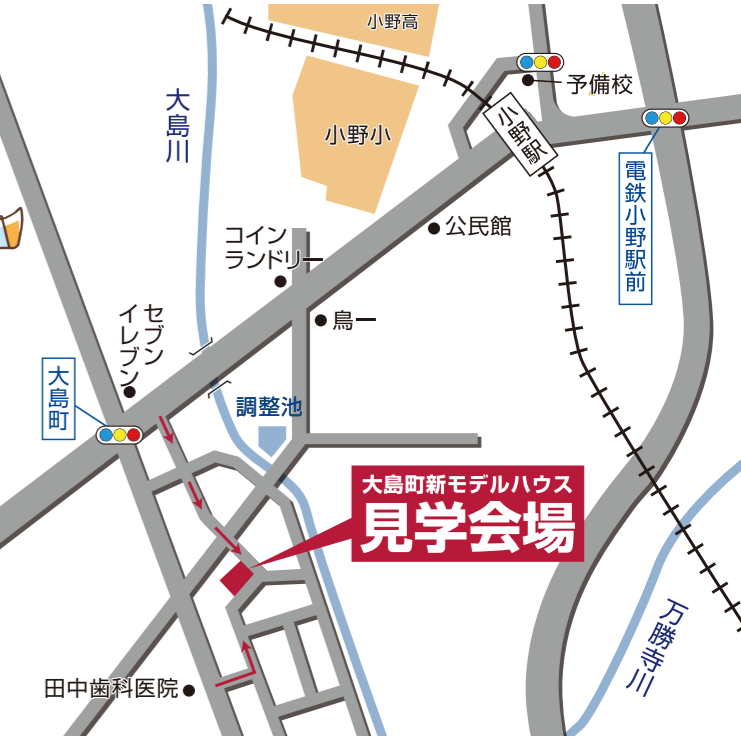 小野高
大島川
予備校
小野小
小野駅
電鉄小野駅前
公民館
コイン
ランドリー
鳥一
セブン
イレブン
大島町
調整池
大島町新モデルハウス
見学会場
万勝寺川
田中歯科医院